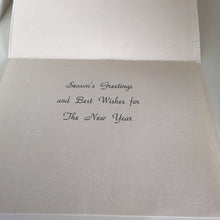 Season's Greetings
and Best Wishes for
The New Year